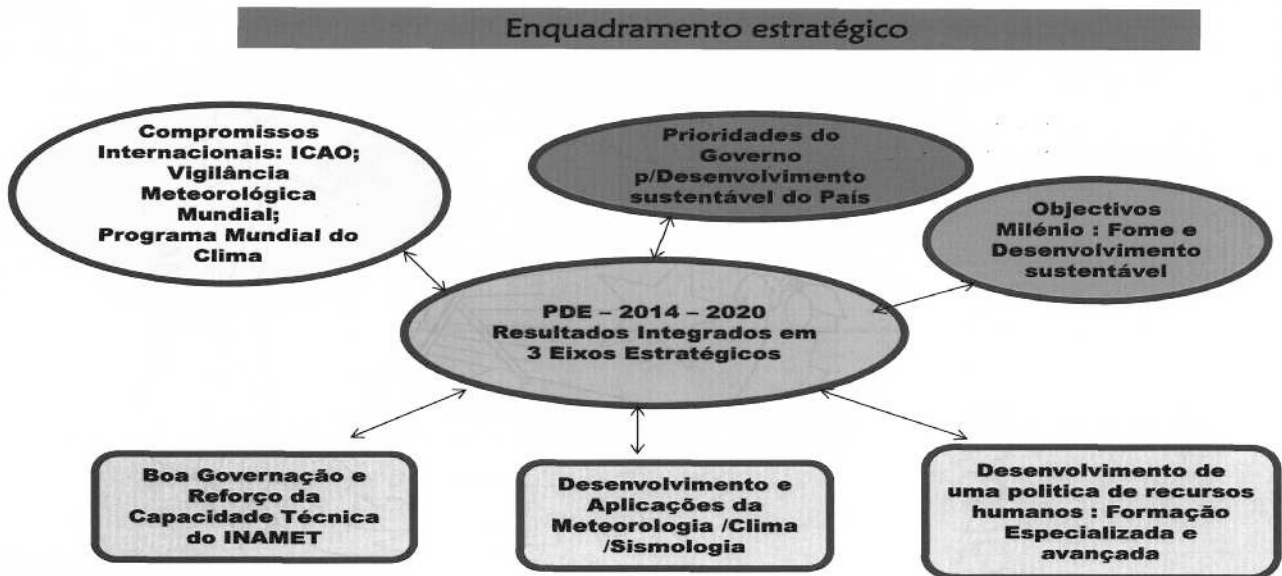 Enquadramento estratégico
Compromissos
Internacionais: ICAO;
Vigilância
Meteorológica
Mundial;
Programa Mundial do
Clima
Prioridades do
Governo
p/Desenvolvimento
sustentável do País
Objectivos
Milénio : Fome e
Desenvolvimento
sustentável
PDE – 2014 – 2020
Resultados Integrados em
3 Eixos Estratégicos
Boa Governação e
Reforço da
Capacidade Técnica
do INAMET
Desenvolvimento e
Aplicações da
Meteorologia /Clima
/Sismologia
Desenvolvimento de
uma politica de recursos
humanos : Formação
Especializada e
avançada